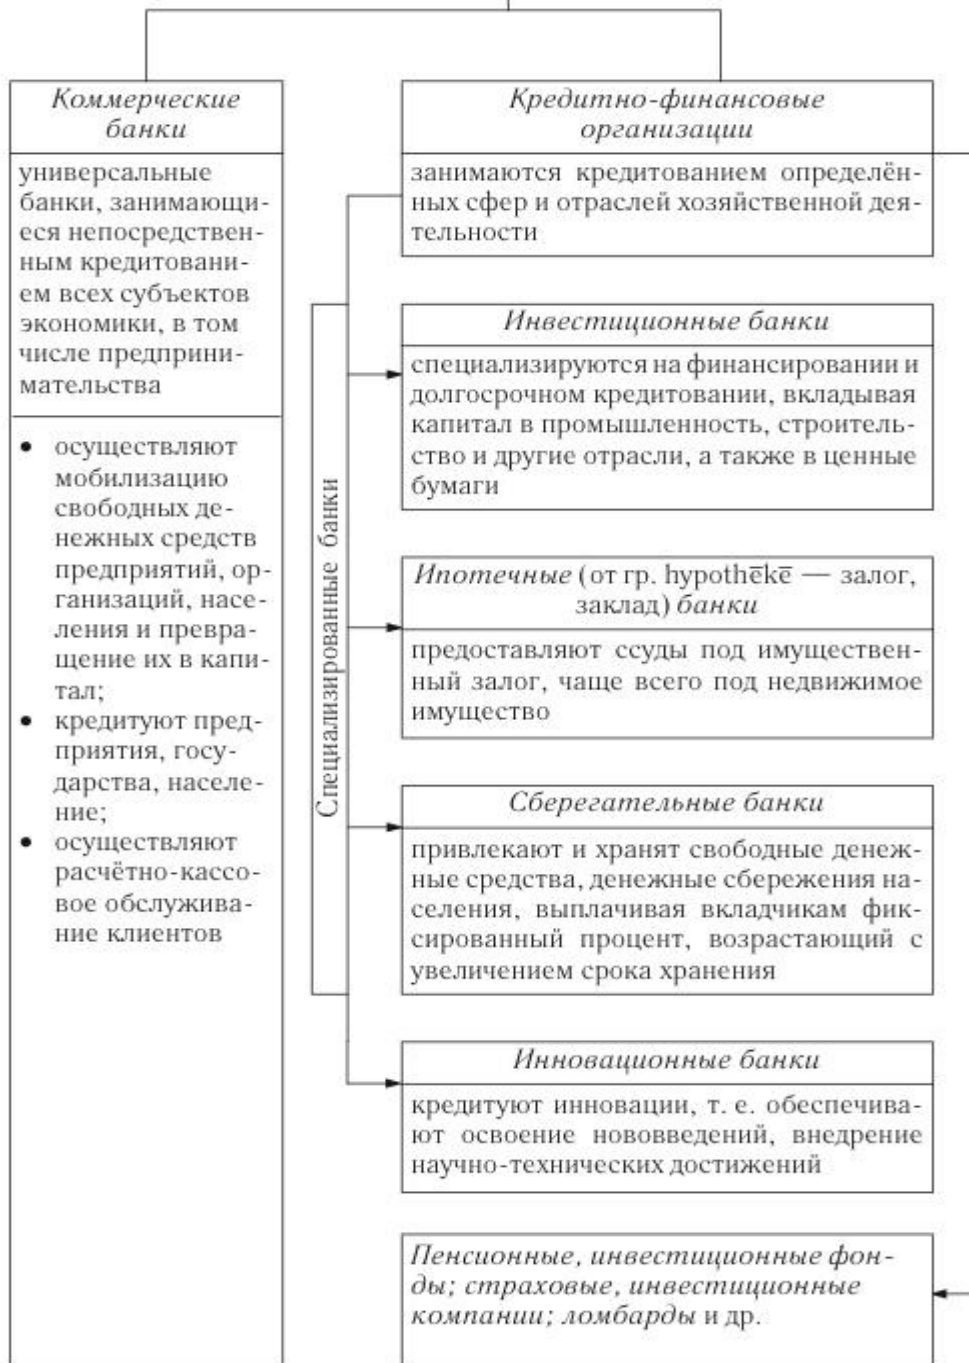 Коммерческие
банки
универсальные
банки, занимающи-
еся непосредствен-
ным кредитовани-
ем всех субъектов
экономики, в том
числе предприни-
мательства
• осуществляют
мобилизацию
свободных де-
нежных средств
предприятий, ор-
ганизаций, насе-
ления и превра-
щение их в капи-
тал;
• кредитуют пред-
приятия, госу-
дарства, населе-
ние;
• осуществляют
расчётно-кассо-
вое обслужива-
ние клиентов
Кредитно-финансовые
организации
занимаются кредитованием определён-
ных сфер и отраслей хозяйственной дея-
тельности
Специализированные банки
Инвестиционные банки
специализируются на финансировании и
долгосрочном кредитовании, вкладывая
капитал в промышленность, строитель-
ство и другие отрасли, а также в ценные
бумаги
Ипотечные (от гр. hypothēkē — залог,
заклад) банки
предоставляют ссуды под имуществен-
ный залог, чаще всего под недвижимое
имущество
Сберегательные банки
привлекают и хранят свободные денеж-
ные средства, денежные сбережения на-
селения, выплачивая вкладчикам фик-
сированный процент, возрастающий с
увеличением срока хранения
Инновационные банки
кредитуют инновации, т. е. обеспечива-
ют освоение нововведений, внедрение
научно-технических достижений
Пенсионные, инвестиционные фон-
ды; страховые, инвестиционные
компании; ломбарды и др.